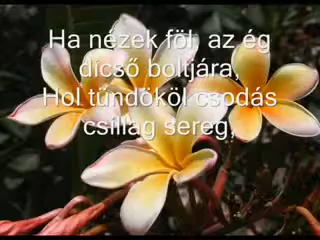 Ha nézek föl  az ég
dicső boltjára,
Hol tündököl csodás
csillag sereg,